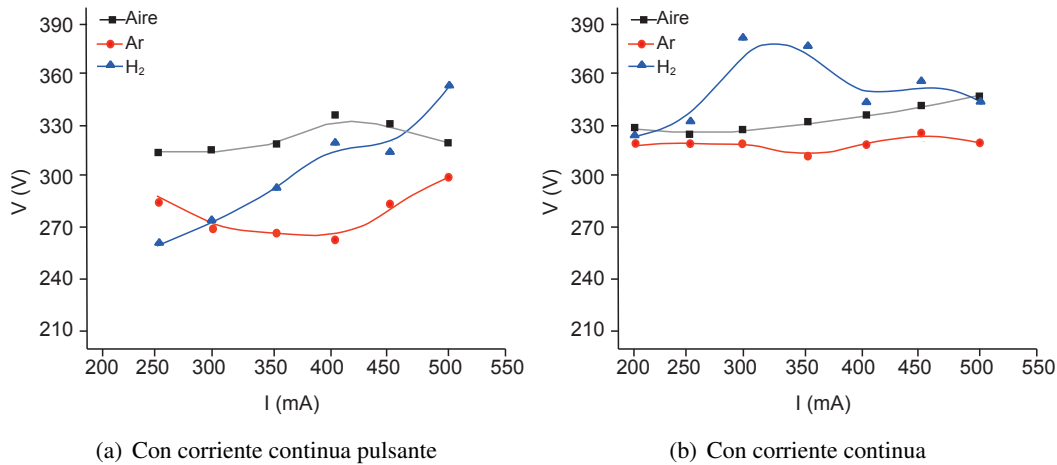 390
360
330
300
270
240
210
V (V)
Aire
Ar
H₂
200 250 300 350 400 450 500 550
I (mA)
(a) Con corriente continua pulsante
390
360
330
300
270
240
210
V (V)
Aire
Ar
H₂
200 250 300 350 400 450 500 550
I (mA)
(b) Con corriente continua